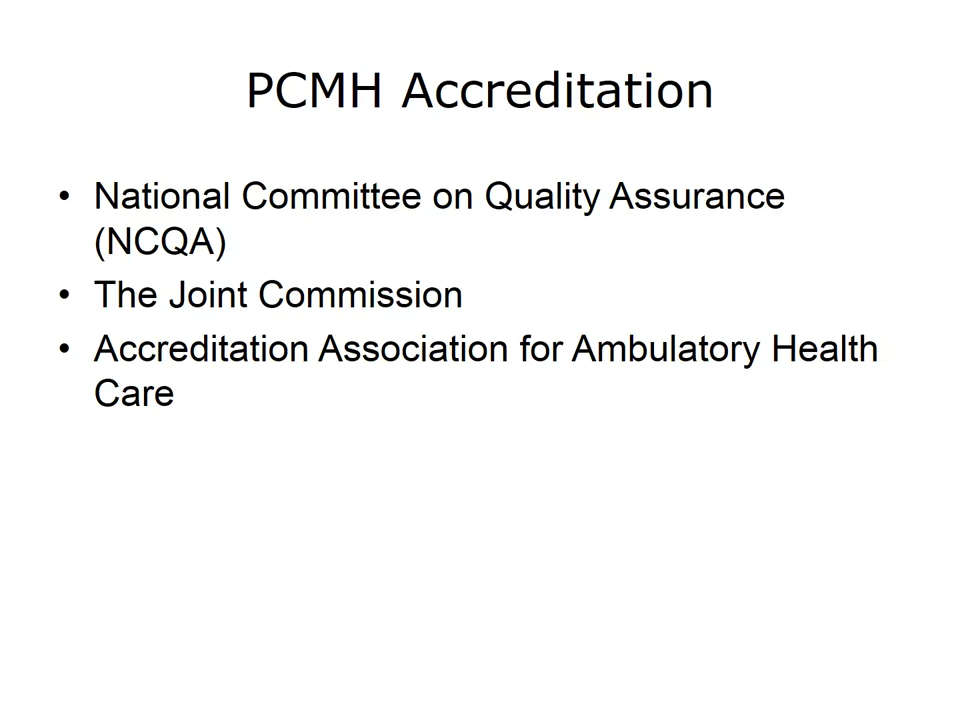 PCMH Accreditation
• National Committee on Quality Assurance
(NCQA)
• The Joint Commission
• Accreditation Association for Ambulatory Health
Care